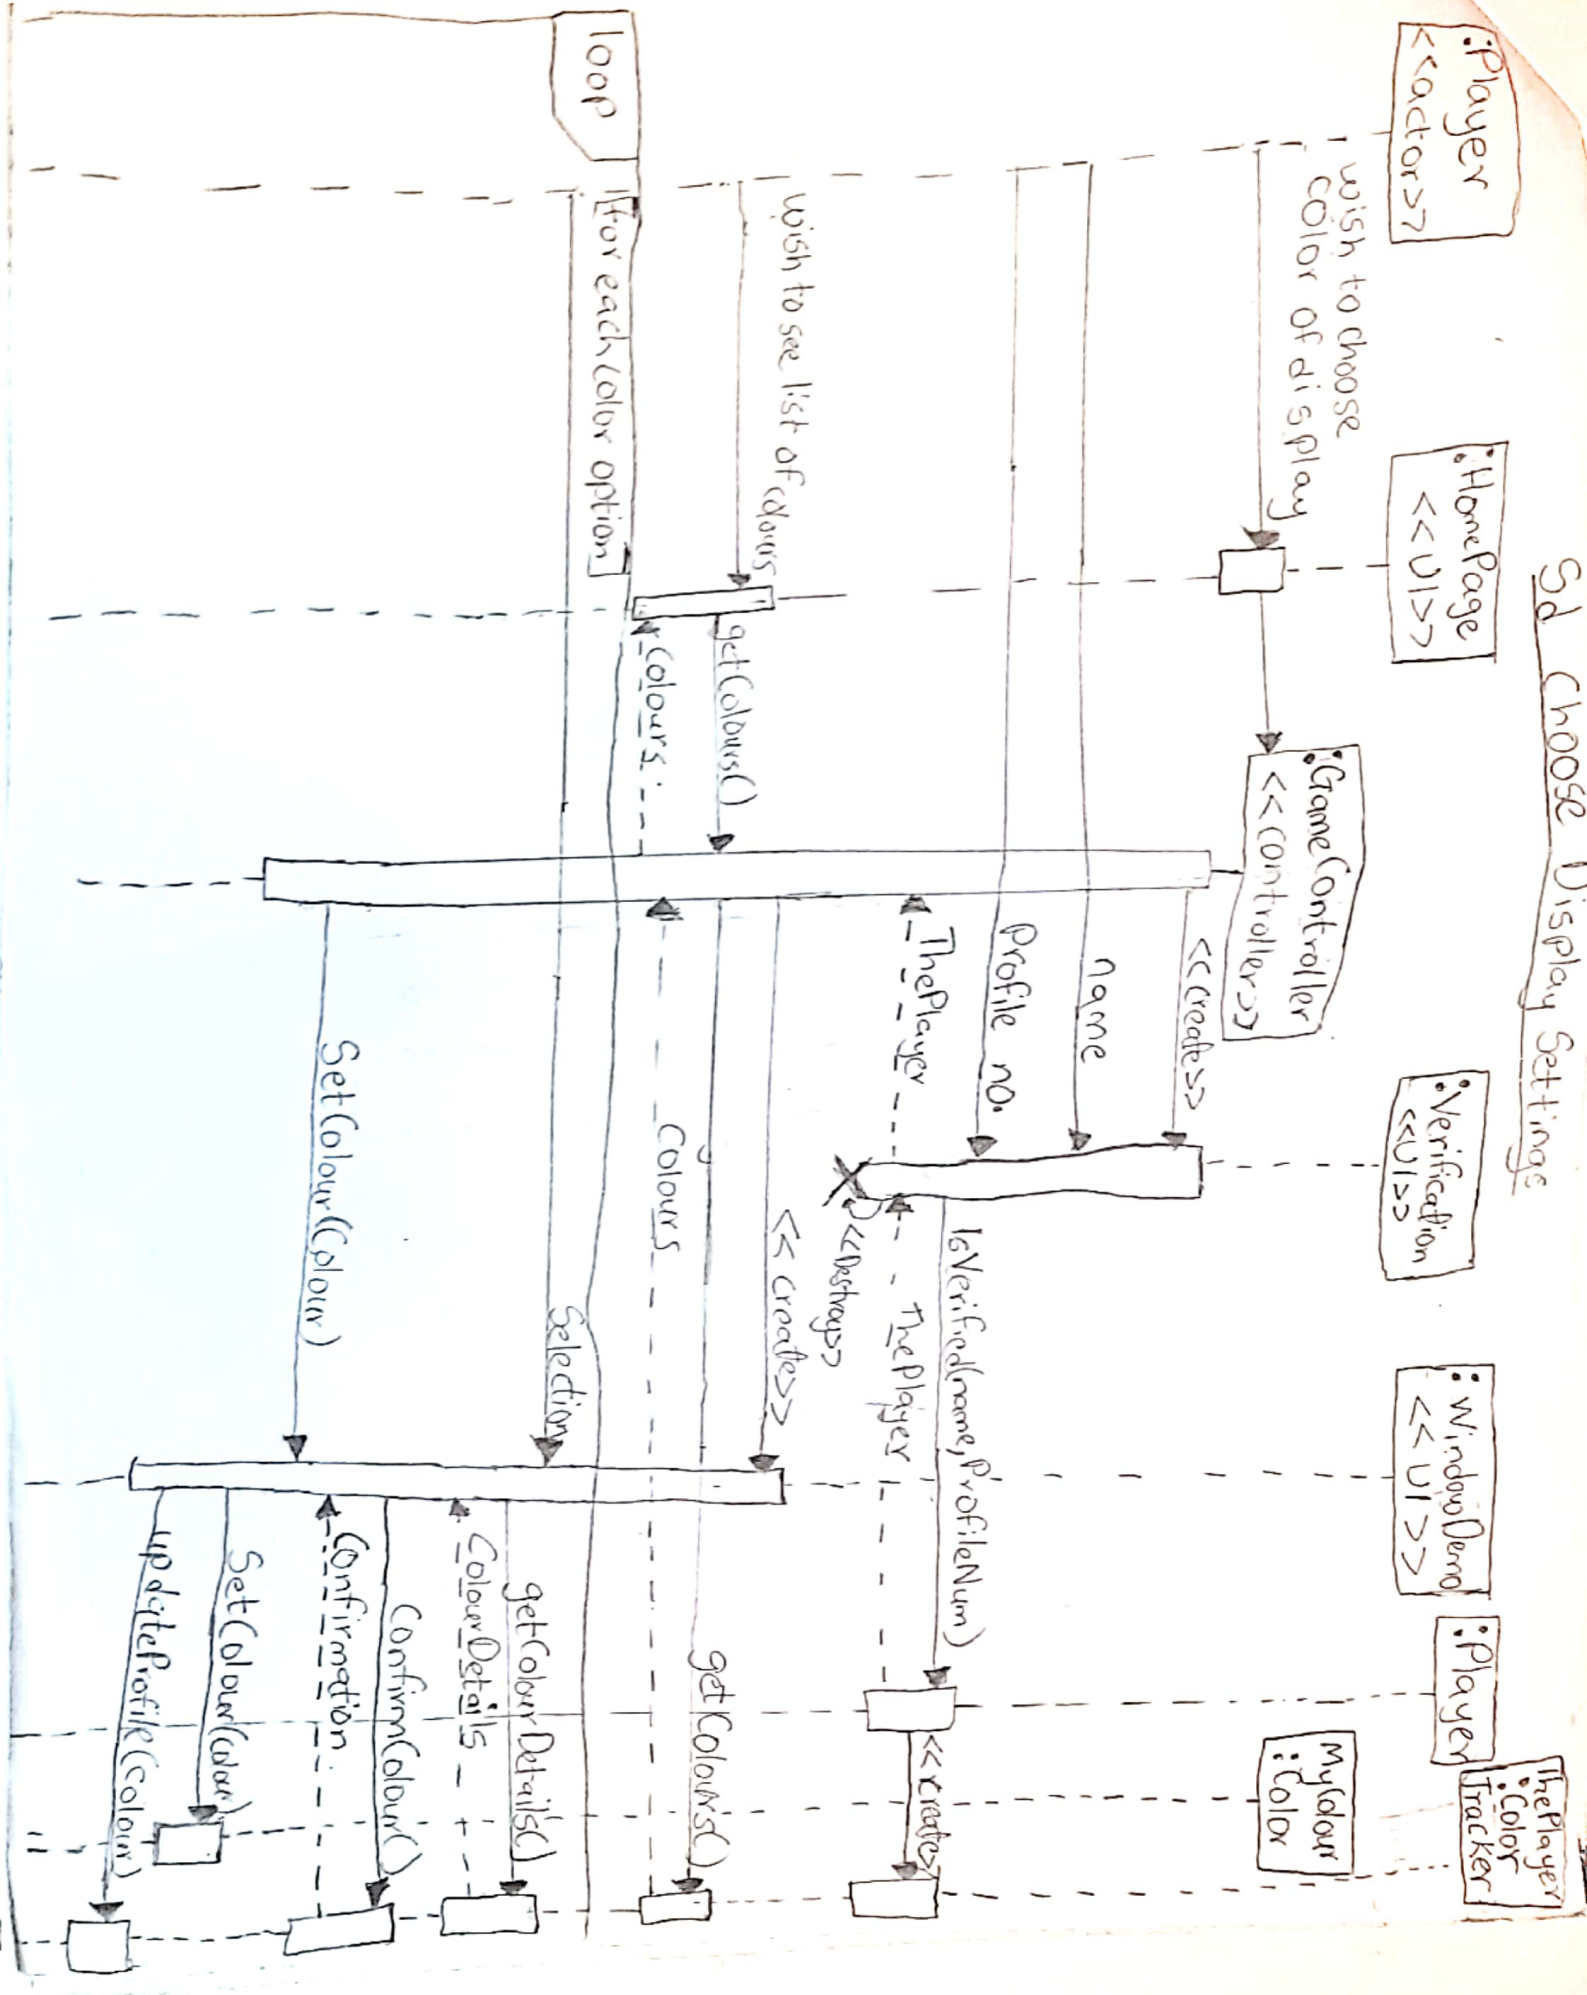 Sd Choose Display Settings
:Player
<<actor>>
:HomePage
<<UI>>
:GameController
<<controller>>
:Verification
<<UI>>
:WindowDemo
<<UI>>
:Player
ThePlayer
:Color
Tracker
MyColour
:Color
wish to choose
color of display
<<create>>
name
Profile no.
IsVerified(name,ProfileNum)
<<create>
ThePlayer
ThePlayer
<<Destroy>>
wish to see list of colours
<<create>>
getColours()
getColours()
Colours
Colours
loop
[for each color option]
Selection
getColourDetails()
ColourDetails
ConfirmColour()
Confirmation
SetColour(Colour)
SetColour(Colour)
updateProfile(Colour)